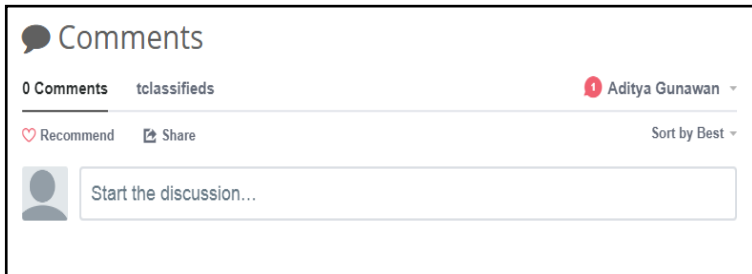 Comments
0 Comments tclassifieds 1 Aditya Gunawan
Recommend Share Sort by Best
Start the discussion...